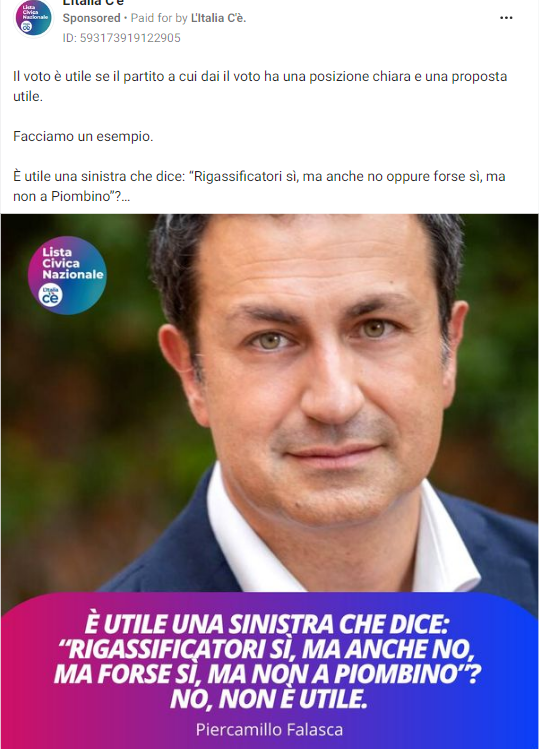 L'Italia C'è
Sponsored • Paid for by L'Italia C'è.
ID: 593173919122905
Il voto è utile se il partito a cui dai il voto ha una posizione chiara e una proposta
utile.
Facciamo un esempio.
È utile una sinistra che dice: “Rigassificatori sì, ma anche no oppure forse sì, ma
non a Piombino”?...
Lista
Civica
Nazionale
L'Italia
c'è
È UTILE UNA SINISTRA CHE DICE:
“RIGASSIFICATORI SÌ, MA ANCHE NO,
MA FORSE SÌ, MA NON A PIOMBINO”?
NO, NON È UTILE.
Piercamillo Falasca